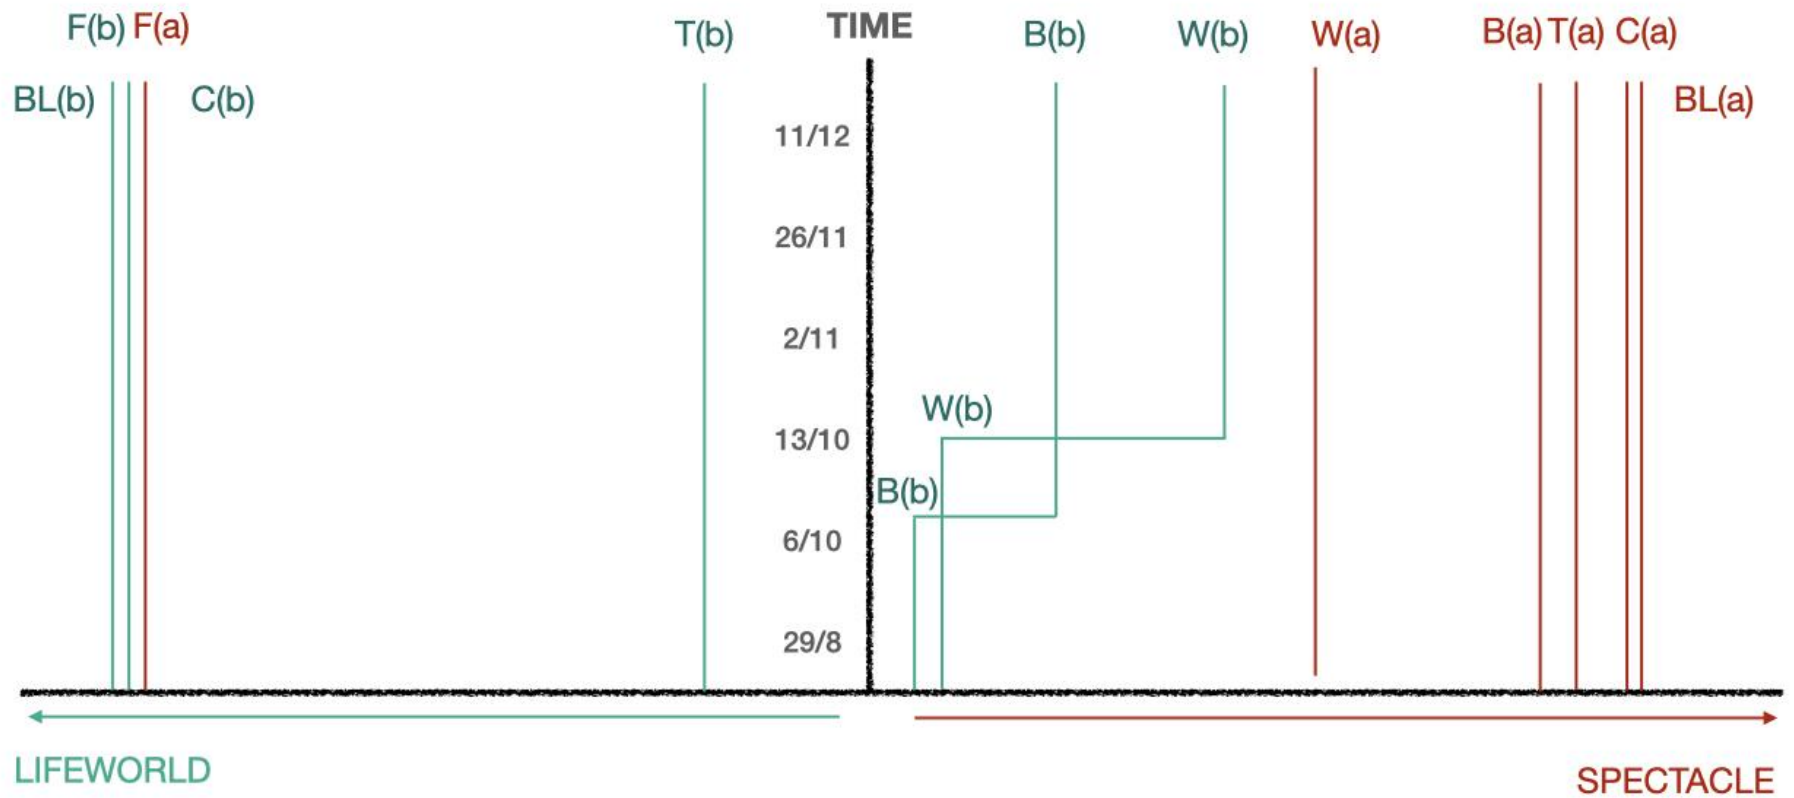 F(b) F(a)
T(b)
TIME
B(b)
W(b)
W(a)
B(a) T(a) C(a)
BL(b)
C(b)
BL(a)
11/12
26/11
2/11
W(b)
13/10
B(b)
6/10
29/8
LIFEWORLD
SPECTACLE